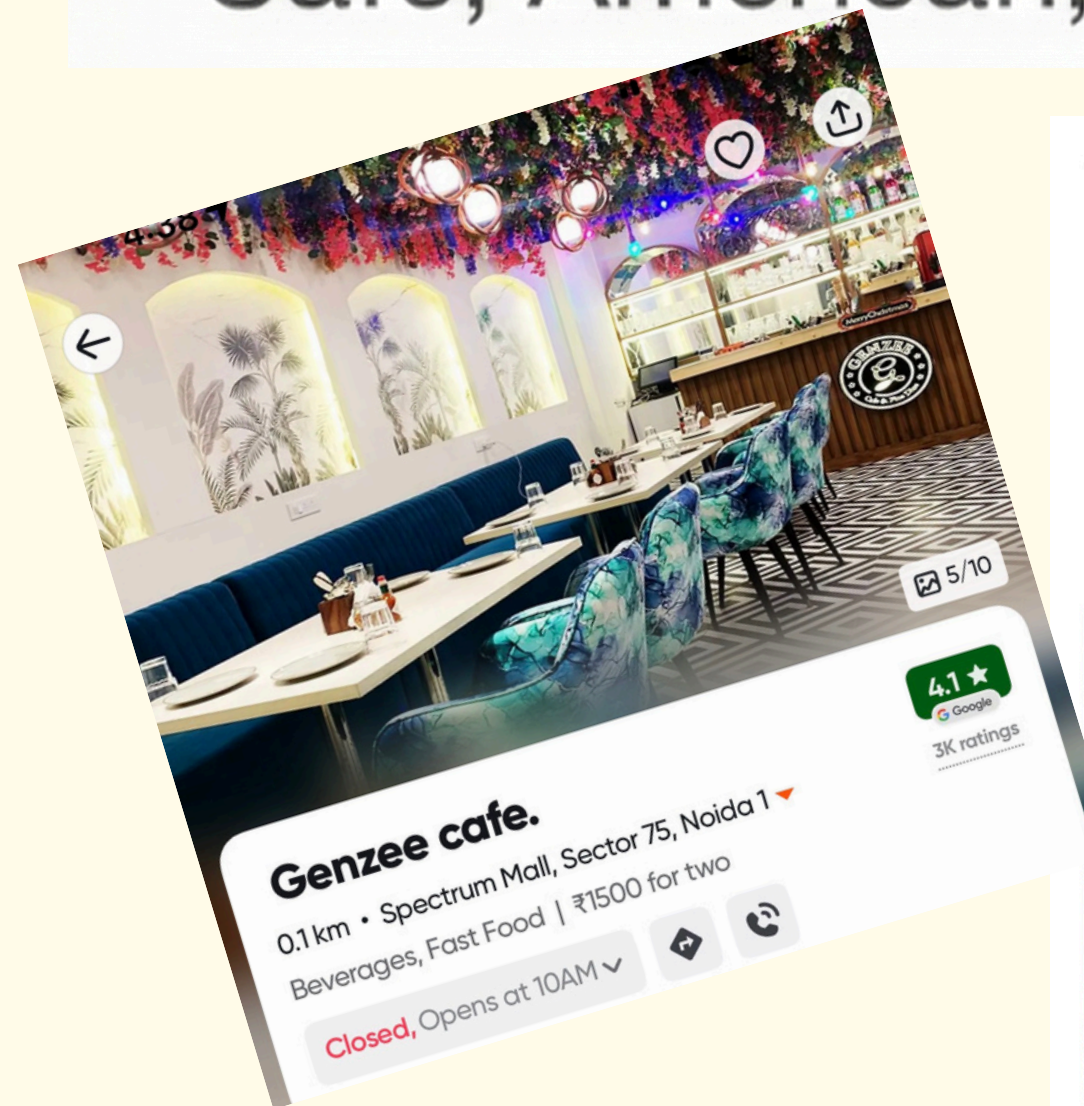 Cafe, American,
4:38
MerryChristmas
GENZEE
5/10
4.1 ★
Google
3K ratings
Genzee cafe.
0.1 km • Spectrum Mall, Sector 75, Noida 1
Beverages, Fast Food | ₹1500 for two
Closed, Opens at 10AM